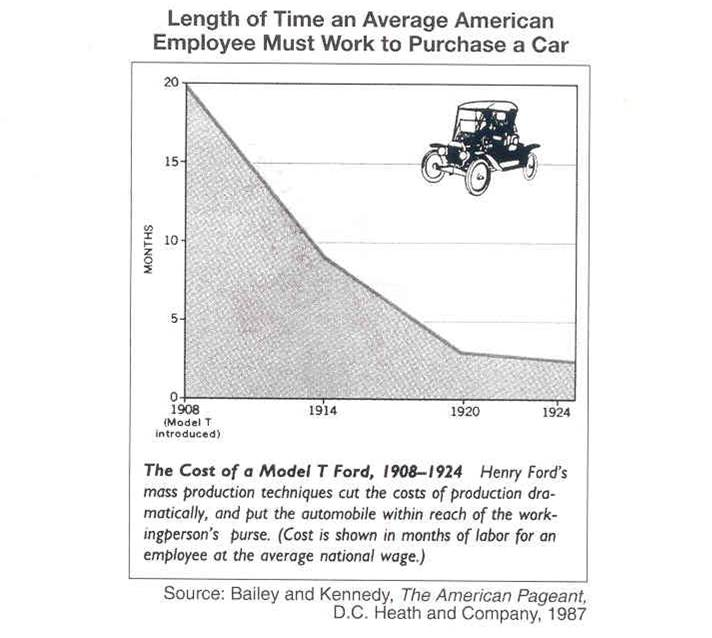 Length of Time an Average American
Employee Must Work to Purchase a Car
20
15
10
5
0
MONTHS
1908
(Model T
introduced)
1914
1920
1924
The Cost of a Model T Ford, 1908–1924 Henry Ford's
mass production techniques cut the costs of production dra-
matically, and put the automobile within reach of the work-
ingperson's purse. (Cost is shown in months of labor for an
employee at the average national wage.)
Source: Bailey and Kennedy, The American Pageant,
D.C. Heath and Company, 1987